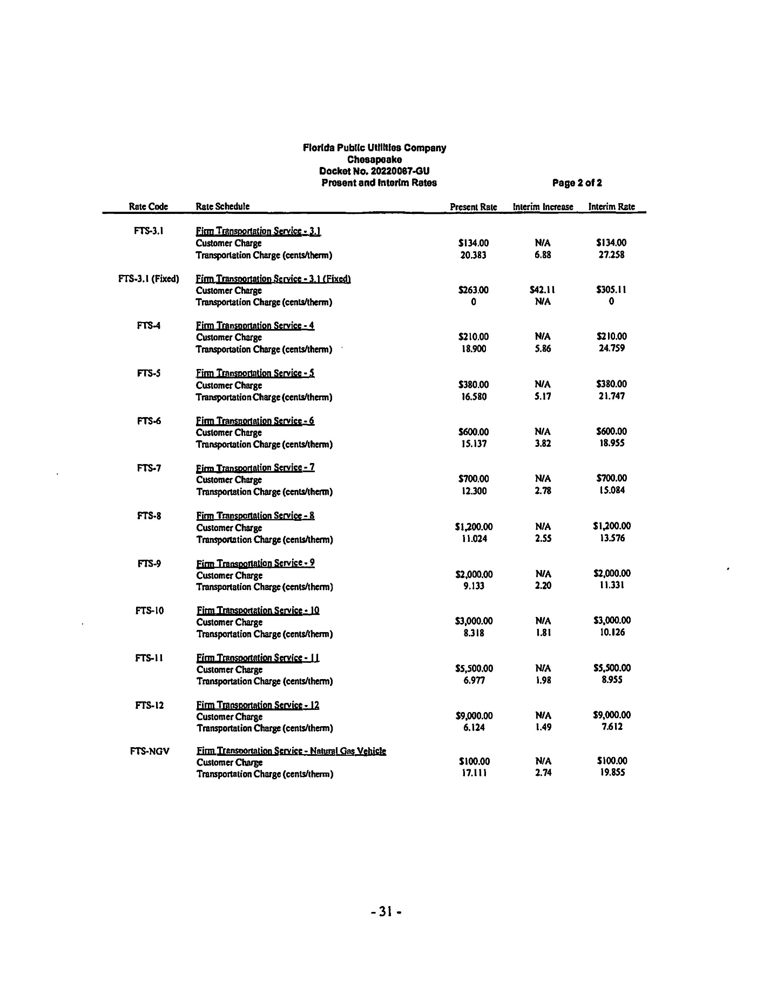 Florida Public Utilities Company
Chesapeake
Docket No. 20220067-GU
Present and Interim Rates Page 2 of 2
Rate Code Rate Schedule Present Rate Interim Increase Interim Rate
FTS-3.1 Firm Transportation Service - 3.1
Customer Charge $134.00 N/A $134.00
Transportation Charge (cents/therm) 20.383 6.88 27.258
FTS-3.1 (Fixed) Firm Transportation Service - 3.1 (Fixed)
Customer Charge $263.00 $42.11 $305.11
Transportation Charge (cents/therm) 0 N/A 0
FTS-4 Firm Transportation Service - 4
Customer Charge $210.00 N/A $210.00
Transportation Charge (cents/therm) 18.900 5.86 24.759
FTS-5 Firm Transportation Service - 5
Customer Charge $380.00 N/A $380.00
Transportation Charge (cents/therm) 16.580 5.17 21.747
FTS-6 Firm Transportation Service - 6
Customer Charge $600.00 N/A $600.00
Transportation Charge (cents/therm) 15.137 3.82 18.955
FTS-7 Firm Transportation Service - 7
Customer Charge $700.00 N/A $700.00
Transportation Charge (cents/therm) 12.300 2.78 15.084
FTS-8 Firm Transportation Service - 8
Customer Charge $1,200.00 N/A $1,200.00
Transportation Charge (cents/therm) 11.024 2.55 13.576
FTS-9 Firm Transportation Service - 9
Customer Charge $2,000.00 N/A $2,000.00
Transportation Charge (cents/therm) 9.133 2.20 11.331
FTS-10 Firm Transportation Service - 10
Customer Charge $3,000.00 N/A $3,000.00
Transportation Charge (cents/therm) 8.318 1.81 10.126
FTS-11 Firm Transportation Service - 11
Customer Charge $5,500.00 N/A $5,500.00
Transportation Charge (cents/therm) 6.977 1.98 8.955
FTS-12 Firm Transportation Service - 12
Customer Charge $9,000.00 N/A $9,000.00
Transportation Charge (cents/therm) 6.124 1.49 7.612
FTS-NGV Firm Transportation Service - Natural Gas Vehicle
Customer Charge $100.00 N/A $100.00
Transportation Charge (cents/therm) 17.111 2.74 19.855
- 31 -